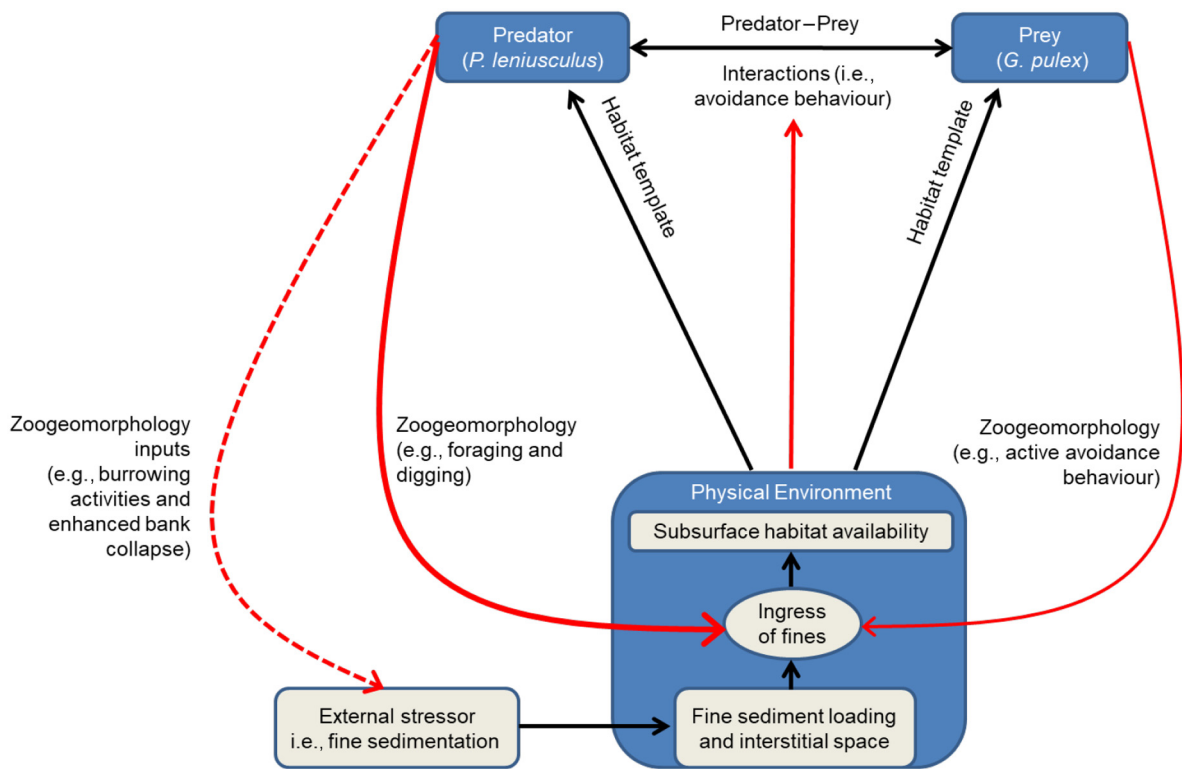 Predator
(P. leniusculus)
Predator–Prey
Interactions (i.e.,
avoidance behaviour)
Prey
(G. pulex)
Habitat template
Habitat template
Zoogeomorphology
inputs
(e.g., burrowing
activities and
enhanced bank
collapse)
Zoogeomorphology
(e.g., foraging and
digging)
Zoogeomorphology
(e.g., active avoidance
behaviour)
Physical Environment
Subsurface habitat availability
Ingress
of fines
External stressor
i.e., fine sedimentation
Fine sediment loading
and interstitial space